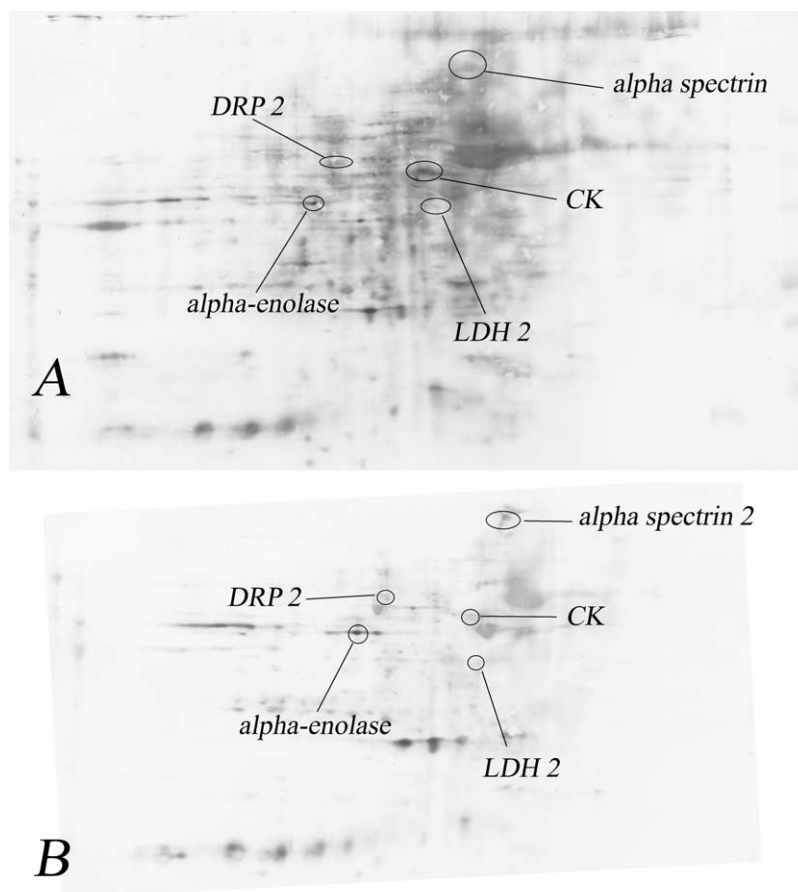 alpha spectrin
DRP 2
CK
alpha-enolase
LDH 2
A
alpha spectrin 2
DRP 2
CK
alpha-enolase
LDH 2
B